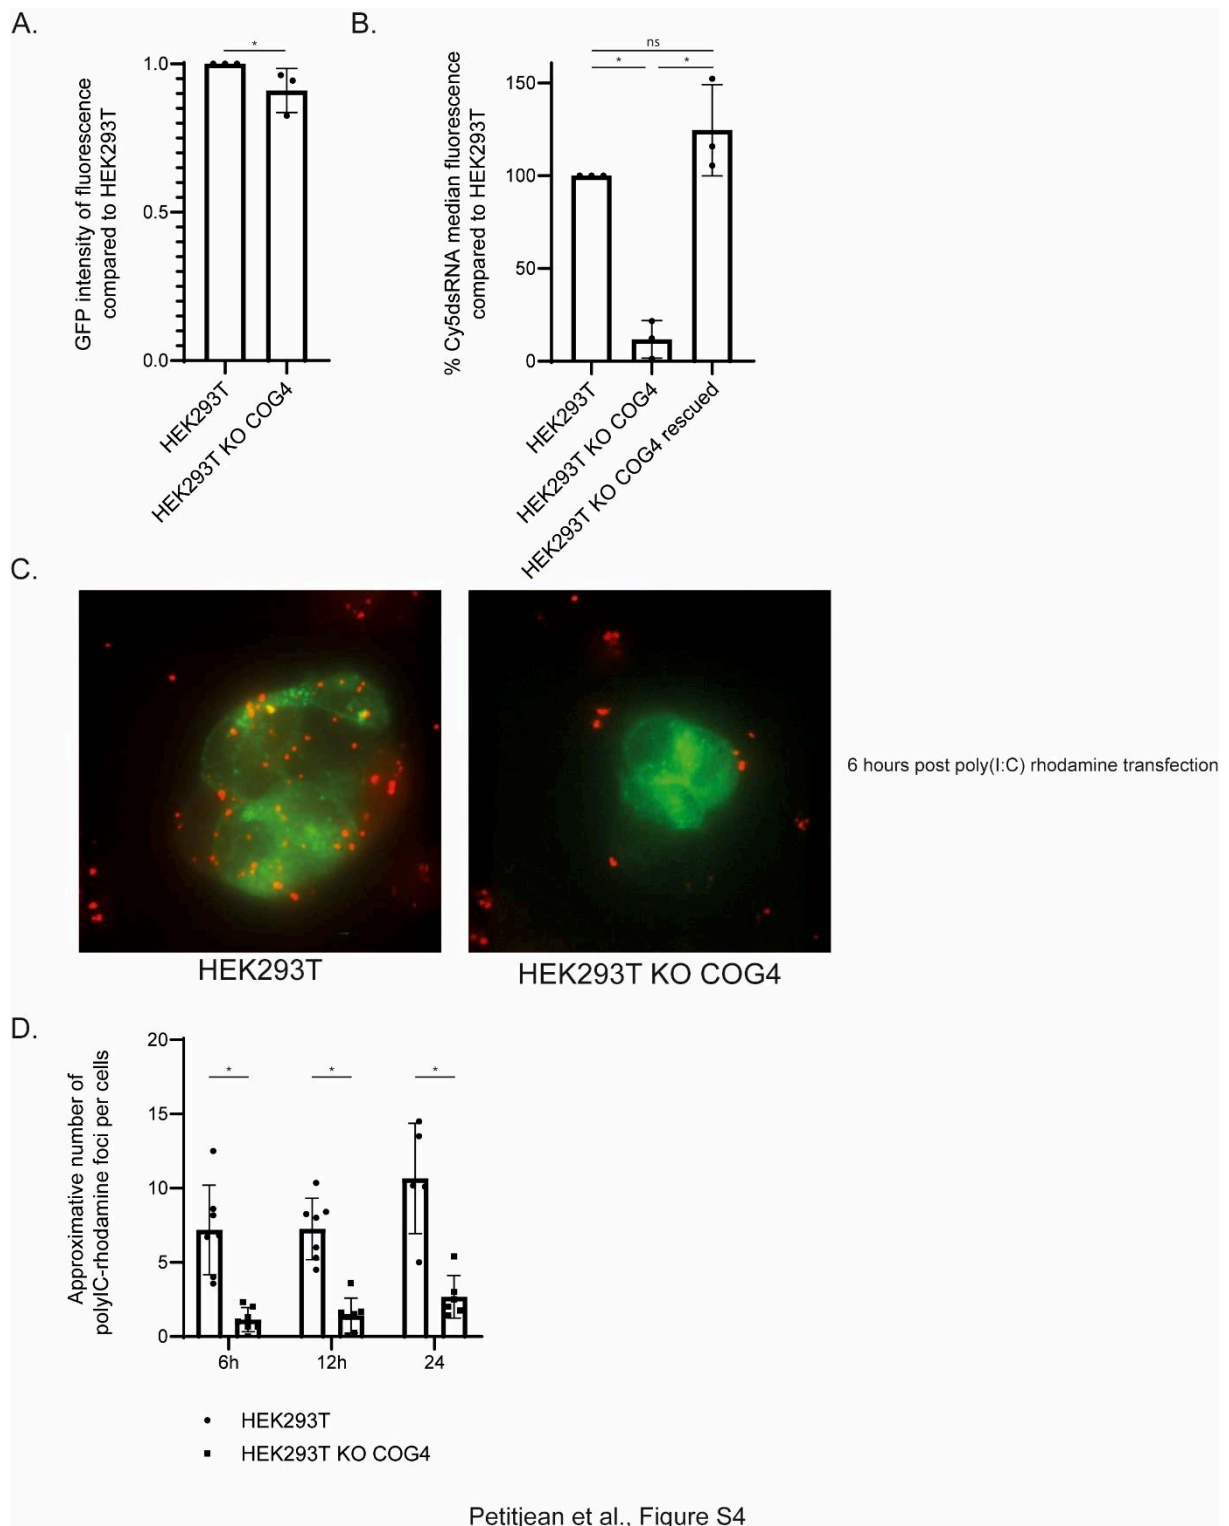 A.
*
GFP intensity of fluorescence
compared to HEK293T
1.0
0.5
0.0
HEK293T
HEK293T KO COG4
B.
ns
*
*
% Cy5dsRNA median fluorescence
compared to HEK293T
150
100
50
0
HEK293T
HEK293T KO COG4
HEK293T KO COG4 rescued
C.
6 hours post poly(I:C) rhodamine transfection
HEK293T
HEK293T KO COG4
D.
Approximative number of
polyIC-rhodamine foci per cells
20
15
10
5
0
*
*
*
6h
12h
24
HEK293T
HEK293T KO COG4
Petitjean et al., Figure S4